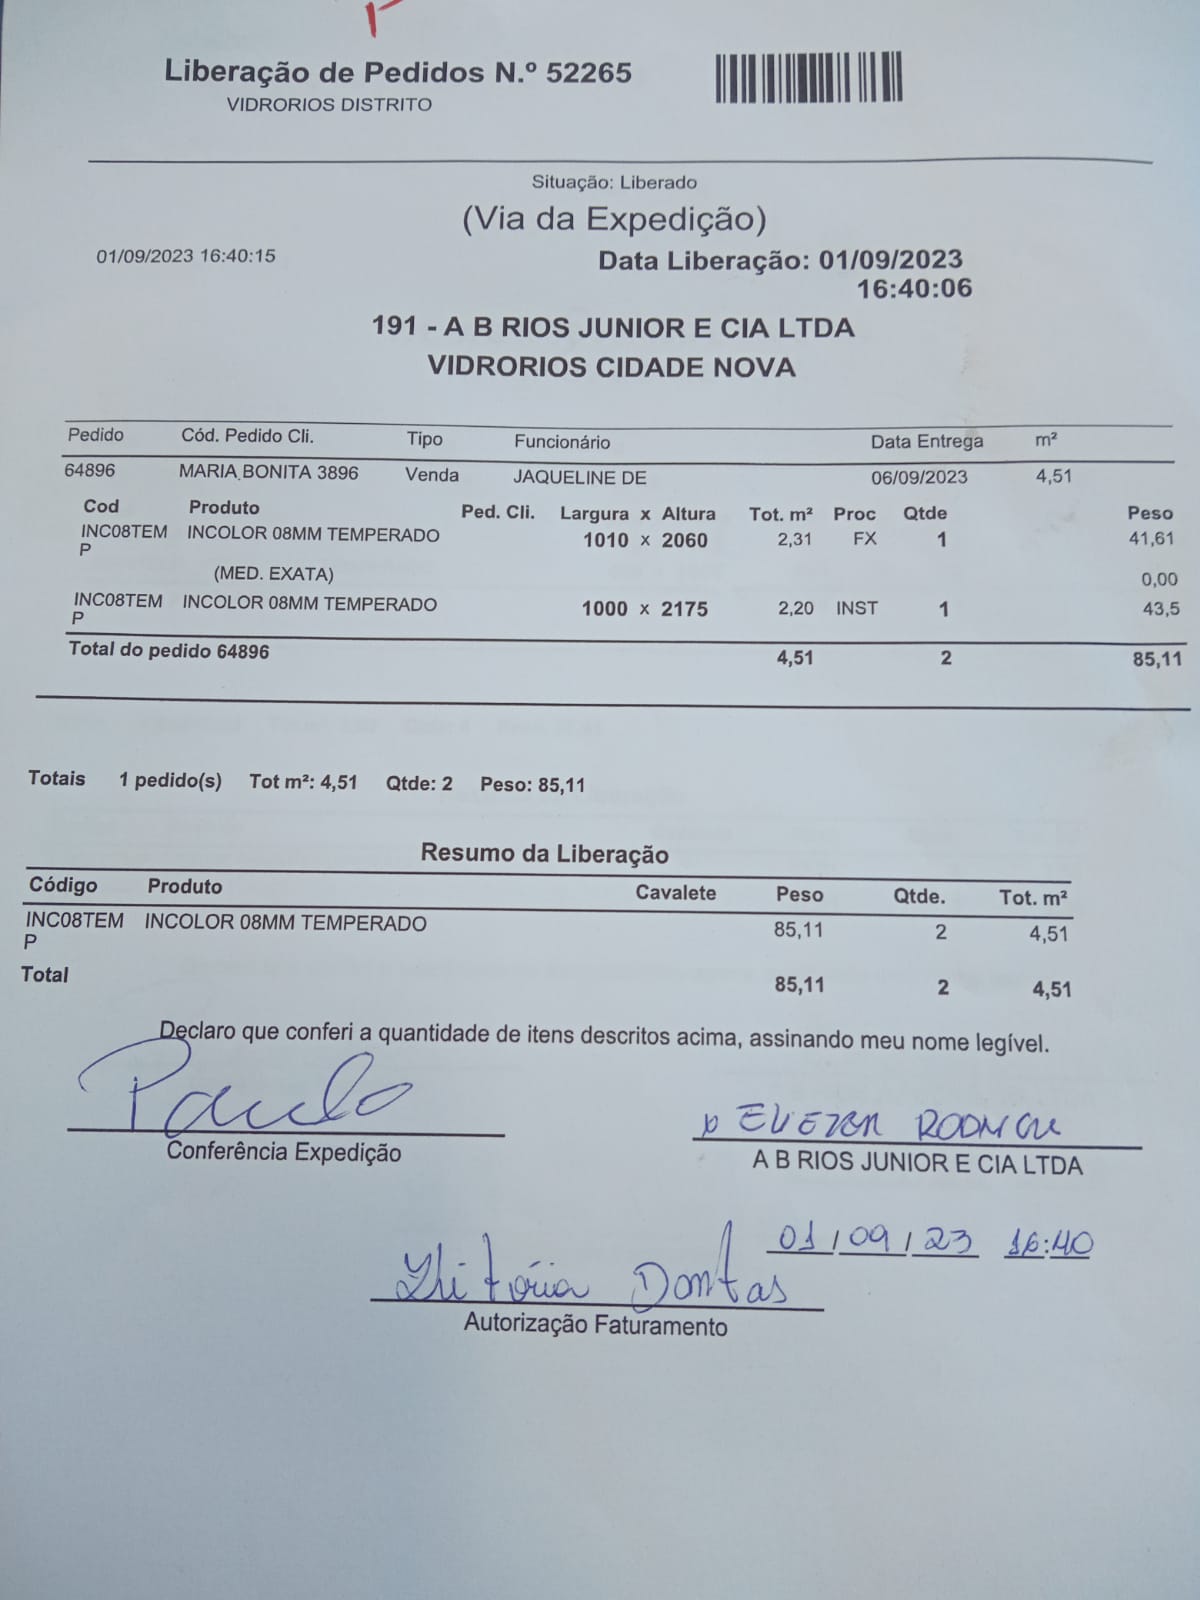 Liberação de Pedidos N.º 52265
VIDRORIOS DISTRITO
Situação: Liberado
(Via da Expedição)
01/09/2023 16:40:15 Data Liberação: 01/09/2023
16:40:06
191 - A B RIOS JUNIOR E CIA LTDA
VIDRORIOS CIDADE NOVA
Pedido Cód. Pedido Cli. Tipo Funcionário Data Entrega m²
64896 MARIA BONITA 3896 Venda JAQUELINE DE 06/09/2023 4,51
Cod Produto Ped. Cli. Largura x Altura Tot. m² Proc Qtde Peso
INC08TEM INCOLOR 08MM TEMPERADO 1010 x 2060 2,31 FX 1 41,61
P
(MED. EXATA) 0,00
INC08TEM INCOLOR 08MM TEMPERADO 1000 x 2175 2,20 INST 1 43,5
P
Total do pedido 64896 4,51 2 85,11
Totais 1 pedido(s) Tot m²: 4,51 Qtde: 2 Peso: 85,11
Resumo da Liberação
Código Produto Cavalete Peso Qtde. Tot. m²
INC08TEM INCOLOR 08MM TEMPERADO 85,11 2 4,51
P
Total 85,11 2 4,51
Declaro que conferi a quantidade de itens descritos acima, assinando meu nome legível.
Paulo
Conferência Expedição
A B RIOS JUNIOR E CIA LTDA
01/09/23 16:40
Dantas
Autorização Faturamento